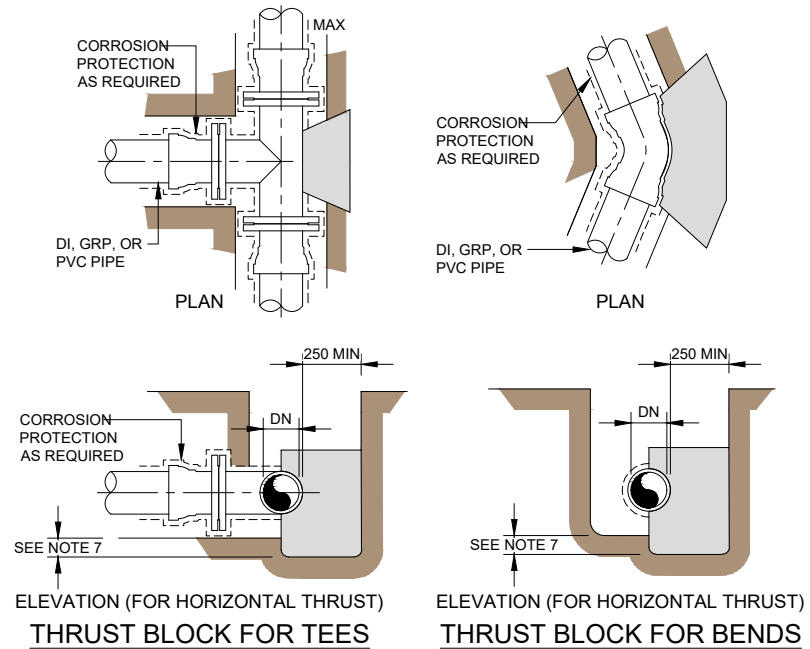 MAX
CORROSION
PROTECTION
AS REQUIRED
DI, GRP, OR
PVC PIPE
PLAN
CORROSION
PROTECTION
AS REQUIRED
DI, GRP, OR
PVC PIPE
PLAN
250 MIN
DN
CORROSION
PROTECTION
AS REQUIRED
SEE NOTE 7
ELEVATION (FOR HORIZONTAL THRUST)
THRUST BLOCK FOR TEES
250 MIN
DN
SEE NOTE 7
ELEVATION (FOR HORIZONTAL THRUST)
THRUST BLOCK FOR BENDS